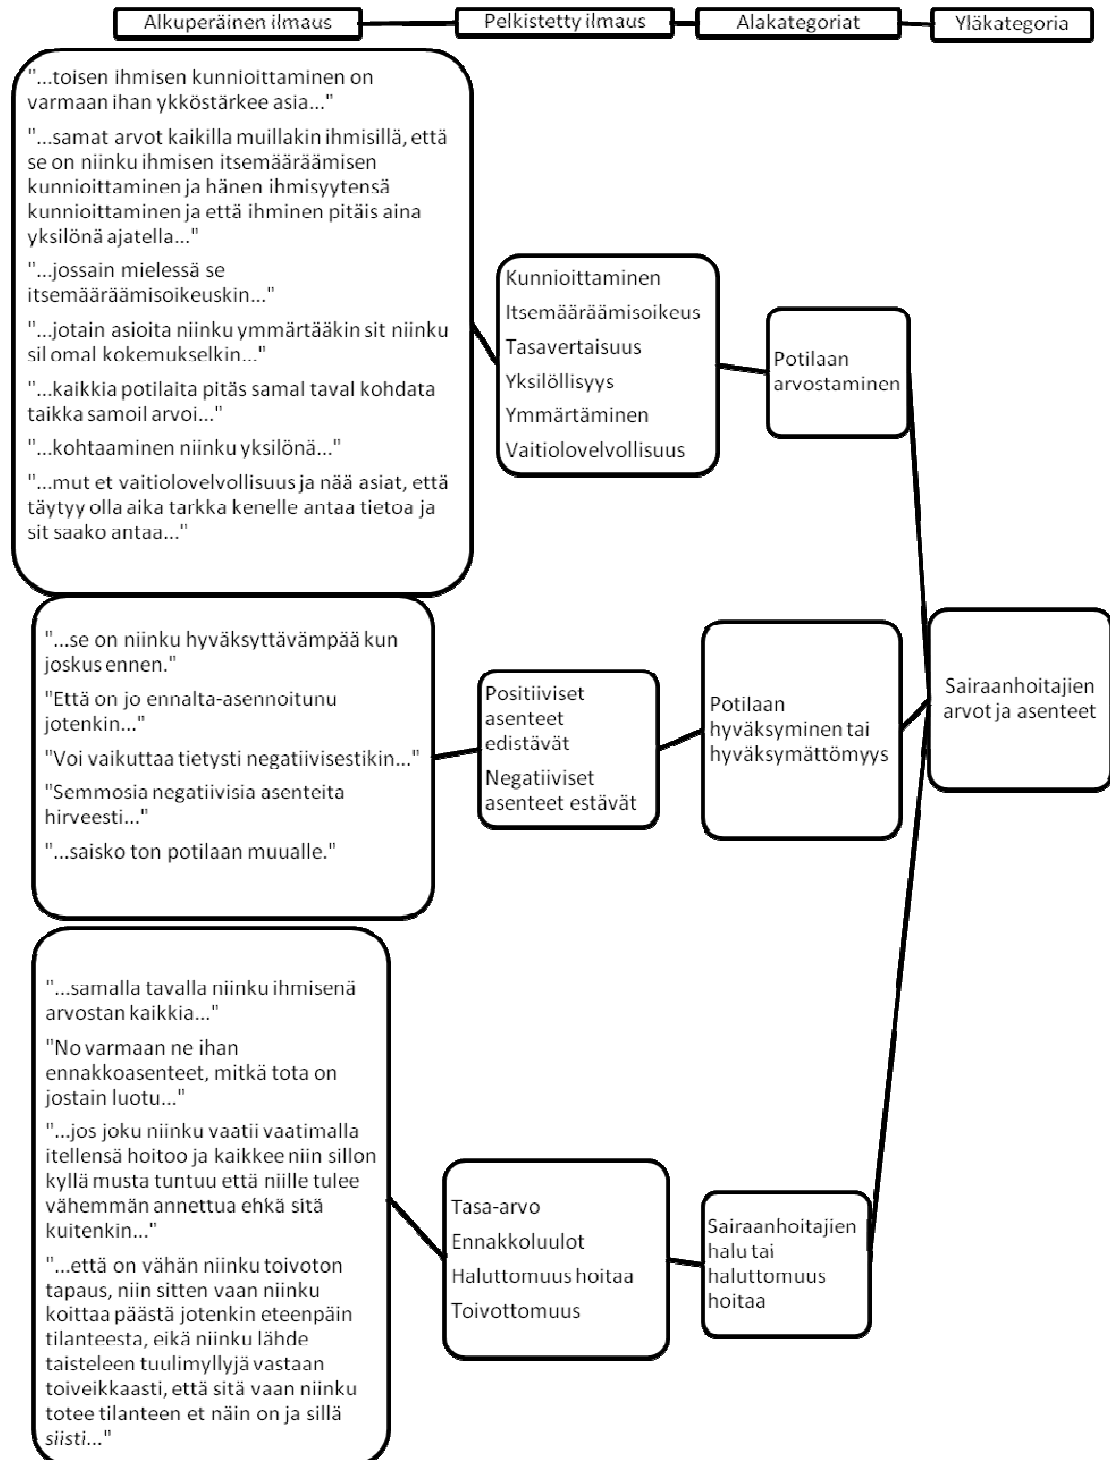 Alkuperäinen ilmaus
Pelkistetty ilmaus
Alakategoriat
Yläkategoria
"...toisen ihmisen kunnioittaminen on
varmaan ihan ykköstärkee asia..."
"...samat arvot kaikilla muillakin ihmisillä, että
se on niinku ihmisen itsemääräämisen
kunnioittaminen ja hänen ihmisyytensä
kunnioittaminen ja että ihminen pitäis aina
yksilönä ajatella..."
"...jossain mielessä se
itsemääräämisoikeuskin..."
"...jotain asioita niinku ymmärtääkin sit niinku
sil omal kokemukselkin..."
"...kaikkia potilaita pitäs samal taval kohdata
taikka samoil arvoi..."
"...kohtaaminen niinku yksilönä..."
"...mut et vaitiolovelvollisuus ja nää asiat, että
täytyy olla aika tarkka kenelle antaa tietoa ja
sit saako antaa..."
Kunnioittaminen
Itsemääräämisoikeus
Tasavertaisuus
Yksilöllisyys
Ymmärtäminen
Vaitiolovelvollisuus
Potilaan
arvostaminen
"...se on niinku hyväksyttävämpää kun
joskus ennen."
"Että on jo ennalta-asennoitunu
jotenkin..."
"Voi vaikuttaa tietysti negatiivisestikin..."
"Semmosia negatiivisia asenteita
hirveesti..."
"...saisko ton potilaan muualle."
Positiiviset
asenteet
edistävät
Negatiiviset
asenteet estävät
Potilaan
hyväksyminen tai
hyväksymättömyys
Sairaanhoitajien
arvot ja asenteet
"...samalla tavalla niinku ihmisenä
arvostan kaikkia..."
"No varmaan ne ihan
ennakkoasenteet, mitkä tota on
jostain luotu..."
"...jos joku niinku vaatii vaatimalla
itellensä hoitoo ja kaikkee niin sillon
kyllä musta tuntuu että niille tulee
vähemmän annettua ehkä sitä
kuitenkin..."
"...että on vähän niinku toivoton
tapaus, niin sitten vaan niinku
koittaa päästä jotenkin eteenpäin
tilanteesta, eikä niinku lähde
taisteleen tuulimyllyjä vastaan
toiveikkaasti, että sitä vaan niinku
totee tilanteen et näin on ja sillä
siisti..."
Tasa-arvo
Ennakkoluulot
Haluttomuus hoitaa
Toivottomuus
Sairaanhoitajien
halu tai
haluttomuus
hoitaa